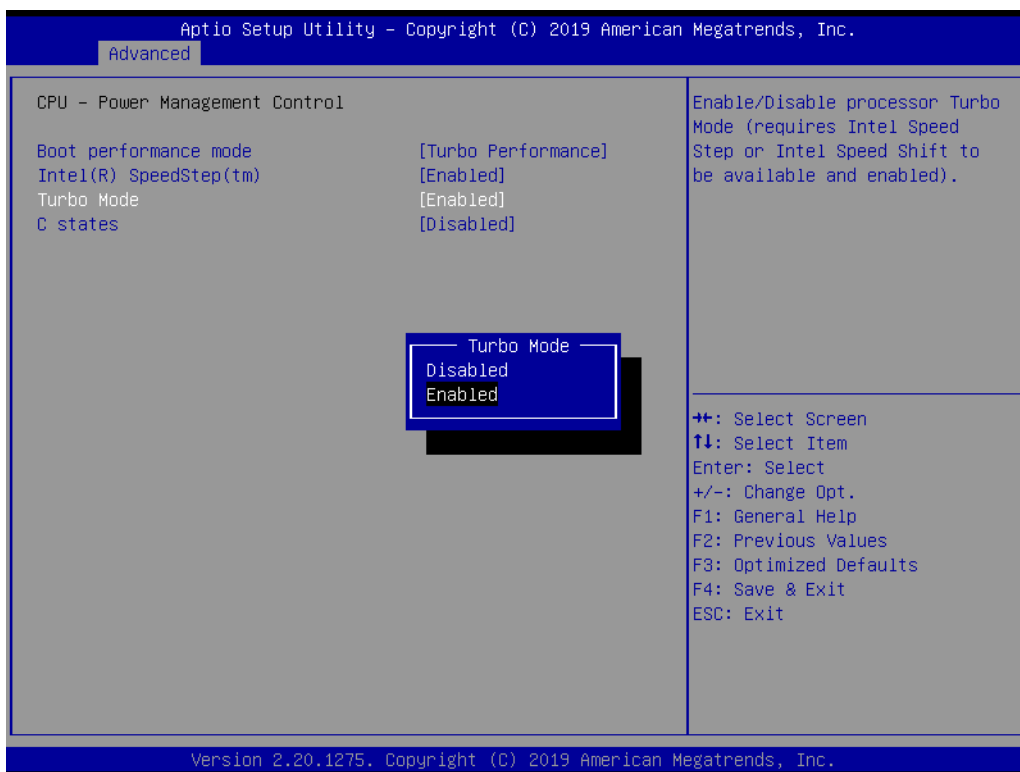 Aptio Setup Utility – Copyright (C) 2019 American Megatrends, Inc.
Advanced
CPU – Power Management Control
Boot performance mode [Turbo Performance]
Intel(R) SpeedStep(tm) [Enabled]
Turbo Mode [Enabled]
C states [Disabled]
Turbo Mode
Disabled
Enabled
Enable/Disable processor Turbo
Mode (requires Intel Speed
Step or Intel Speed Shift to
be available and enabled).
→←: Select Screen
↑↓: Select Item
Enter: Select
+/-: Change Opt.
F1: General Help
F2: Previous Values
F3: Optimized Defaults
F4: Save & Exit
ESC: Exit
Version 2.20.1275. Copyright (C) 2019 American Megatrends, Inc.